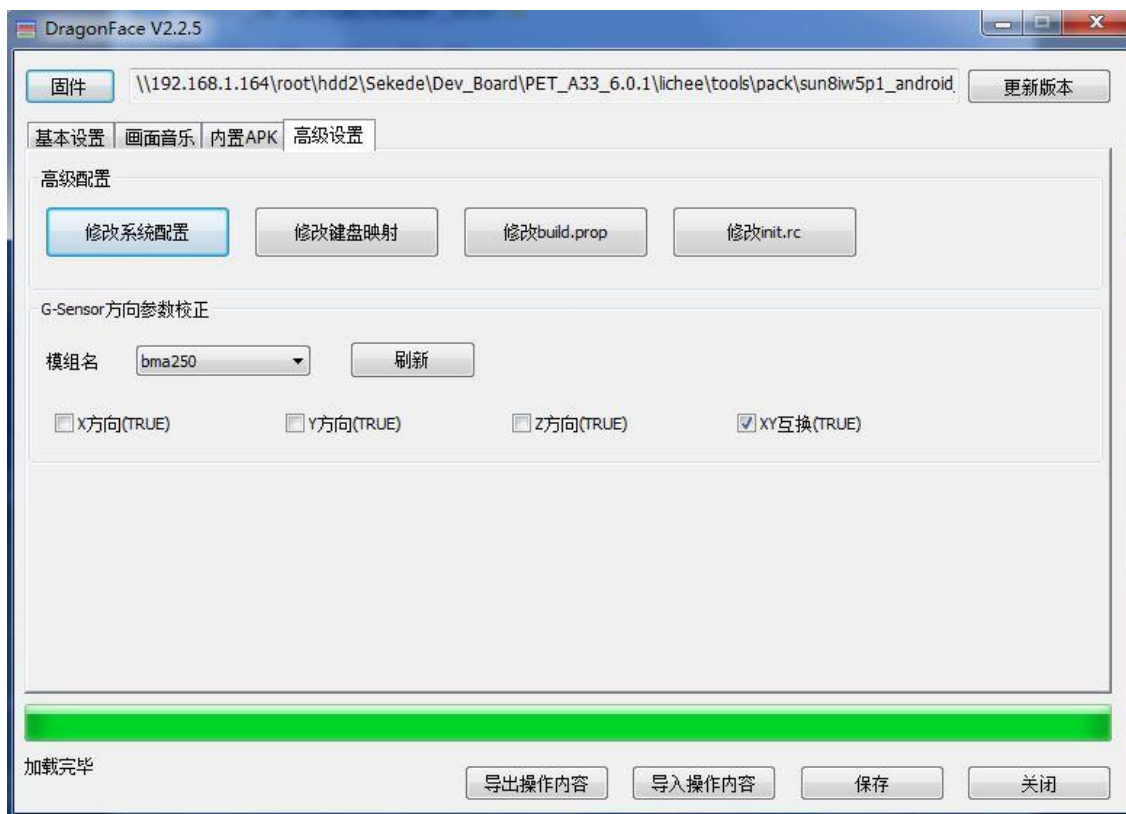 DragonFace V2.2.5
固件 \\192.168.1.164\root\hdd2\Sekede\Dev_Board\PET_A33_6.0.1\lichee\tools\pack\sun8iw5p1_android_ 更新版本
基本设置 画面音乐 内置APK 高级设置
高级配置
修改系统配置 修改键盘映射 修改build.prop 修改init.rc
G-Sensor方向参数校正
模组名 bma250 刷新
X方向(TRUE) Y方向(TRUE) Z方向(TRUE) XY互换(TRUE)
加载完毕
导出操作内容 导入操作内容 保存 关闭